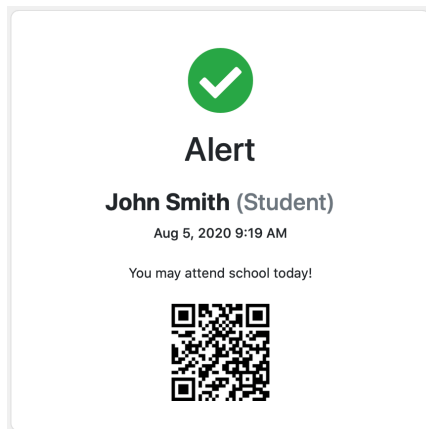 Alert
John Smith (Student)
Aug 5, 2020 9:19 AM
You may attend school today!